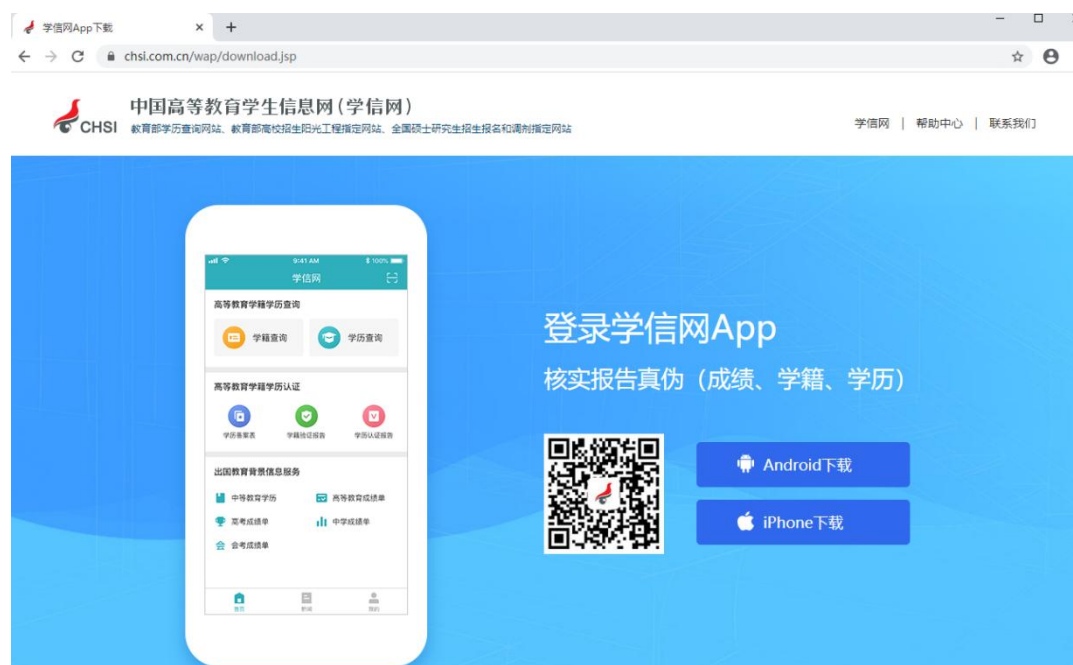 学信网App下载
chsi.com.cn/wap/download.jsp
CHSI
中国高等教育学生信息网(学信网)
教育部学历查询网站、教育部高校招生阳光工程指定网站、全国硕士研究生招生报名和调剂指定网站
学信网 | 帮助中心 | 联系我们
9:41 AM 100%
学信网
高等教育学籍学历查询
学籍查询 学历查询
高等教育学籍学历认证
学历备案表 学籍验证报告 学历认证报告
出国教育背景信息服务
中等教育学历 高等教育成绩单
高考成绩单 中学成绩单
会考成绩单
首页 新闻 我的
登录学信网App
核实报告真伪（成绩、学籍、学历）
Android下载
iPhone下载